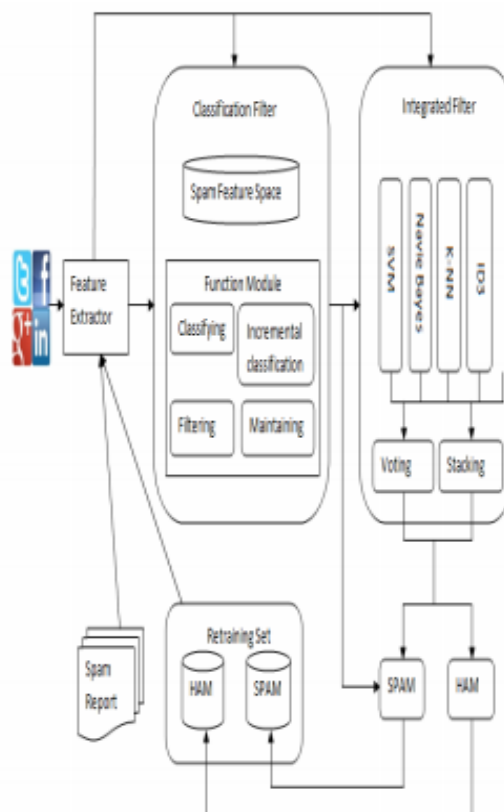 Classification Filter
Integrated Filter
Spam Feature Space
SVM
Navie Bayes
K-NN
ID3
Feature
Extractor
Function Module
Classifying
Incremental
classification
Filtering
Maintaining
Voting
Stacking
Retraining Set
HAM
SPAM
Spam
Report
SPAM
HAM